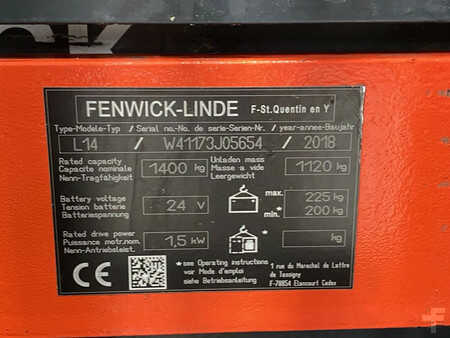 FENWICK-LINDE F-St.Quentin en Y
Type-Modele-Typ / Serial no.-No. de serie-Serien-Nr. / year-annee-Baujahr
L14 / W41173J05654 / 2018
Rated capacity
Capacite nominale
Nenn-Tragfähigkeit
1400 kg
Unladen mass
Masse a vide
Leergewicht
1120 kg
Battery voltage
Tension batterie
Batteriespannung
24 V
max. 225 kg
min.* 200 kg
Rated drive power
Puissance motr.nom.
Nenn-Antriebsleist.
1,5 kW
kg
CE
*see Operating instructions
voir Mode d'emploi
siehe Betriebsanleitung
1 rue du Marechal de Lattre
de Tassigny
F-78854 Elancourt Cedex